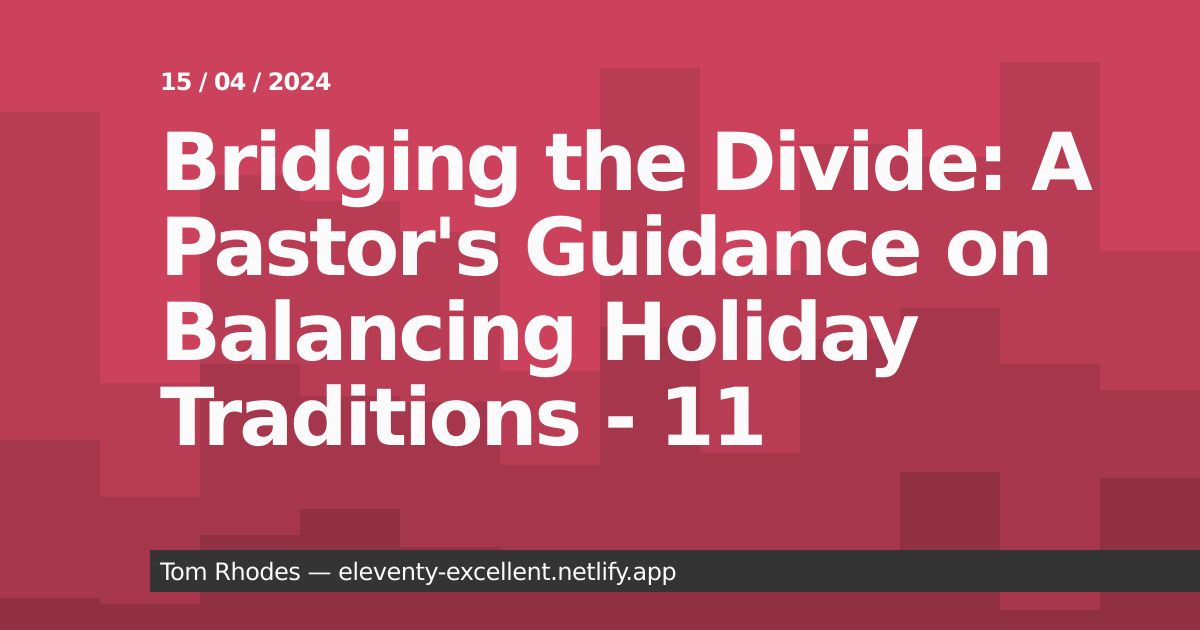 15 / 04 / 2024
Bridging the Divide: A
Pastor's Guidance on
Balancing Holiday
Traditions - 11
Tom Rhodes — eleventy-excellent.netlify.app